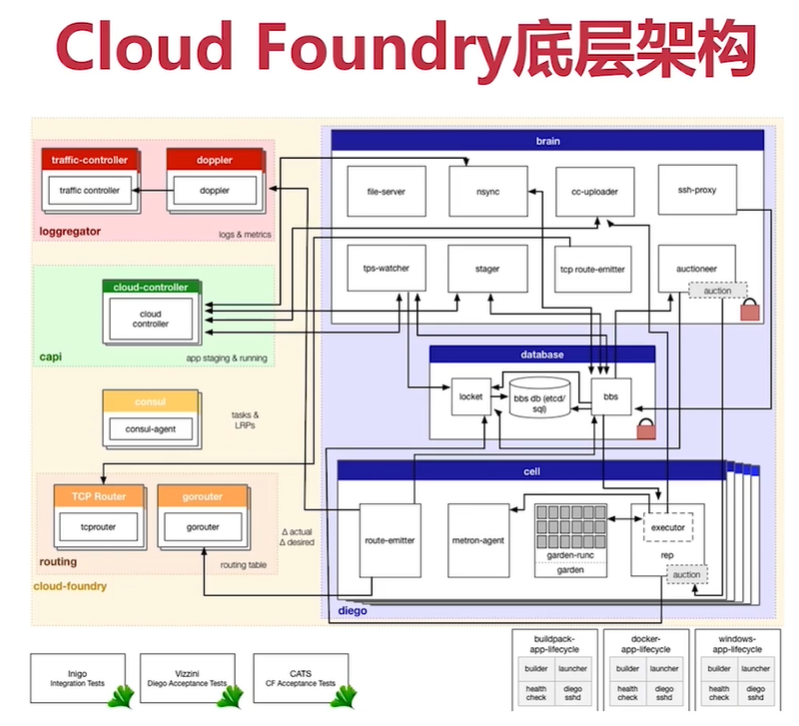 Cloud Foundry底层架构
traffic-controller
traffic controller
doppler
doppler
loggregator
logs & metrics
cloud-controller
cloud
controller
capi
app staging & running
consul
consul-agent
tasks &
LRPs
TCP Router
tcprouter
gorouter
gorouter
routing
routing table
cloud-foundry
Δ actual
Δ desired
brain
file-server
nsync
cc-uploader
ssh-proxy
tps-watcher
stager
tcp route-emitter
auctioneer
auction
database
locket
bbs db (etcd/
sql)
bbs
cell
route-emitter
metron-agent
garden-runc
garden
executor
rep
auction
diego
Inigo
Integration Tests
Vizzini
Diego Acceptance Tests
CATS
CF Acceptance Tests
buildpack-
app-lifecycle
builder
launcher
health
check
diego
sshd
docker-
app-lifecycle
builder
launcher
health
check
diego
sshd
windows-
app-lifecycle
builder
launcher
health
check
diego
sshd